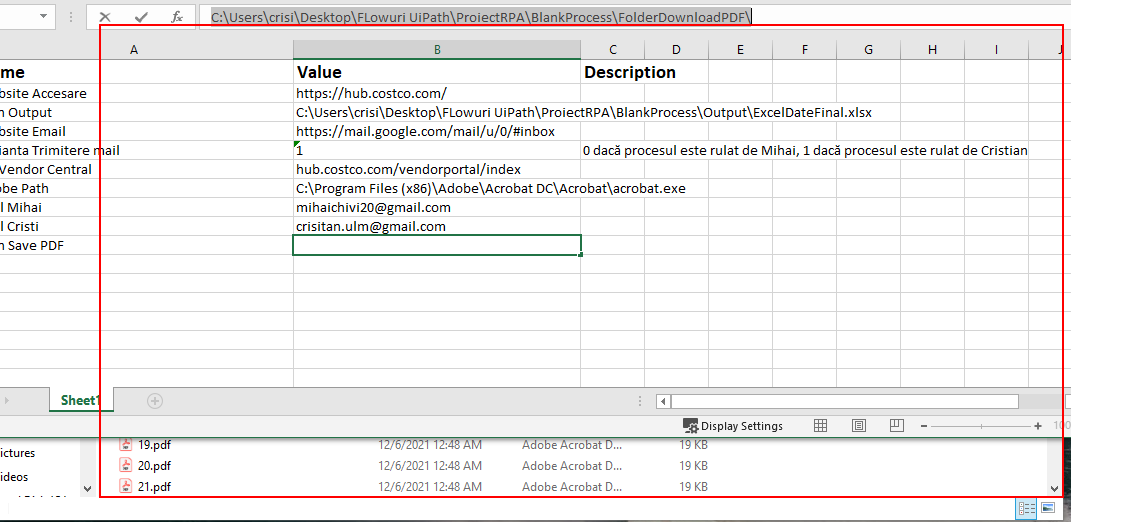 C:\Users\crisi\Desktop\FLowuri UiPath\ProiectRPA\BlankProcess\FolderDownloadPDF\
A B C D E F G H I J
me Value Description
bsite Accesare https://hub.costco.com/
h Output C:\Users\crisi\Desktop\FLowuri UiPath\ProiectRPA\BlankProcess\Output\ExcelDateFinal.xlsx
bsite Email https://mail.google.com/mail/u/0/#inbox
ianta Trimitere mail 1 0 dacă procesul este rulat de Mihai, 1 dacă procesul este rulat de Cristian
Vendor Central hub.costco.com/vendorportal/index
be Path C:\Program Files (x86)\Adobe\Acrobat DC\Acrobat\acrobat.exe
l Mihai mihaichivi20@gmail.com
l Cristi crisitan.ulm@gmail.com
h Save PDF
Sheet1
Display Settings 100
19.pdf 12/6/2021 12:48 AM Adobe Acrobat D... 19 KB
ictures
20.pdf 12/6/2021 12:48 AM Adobe Acrobat D... 19 KB
ideos
21.pdf 12/6/2021 12:48 AM Adobe Acrobat D... 19 KB